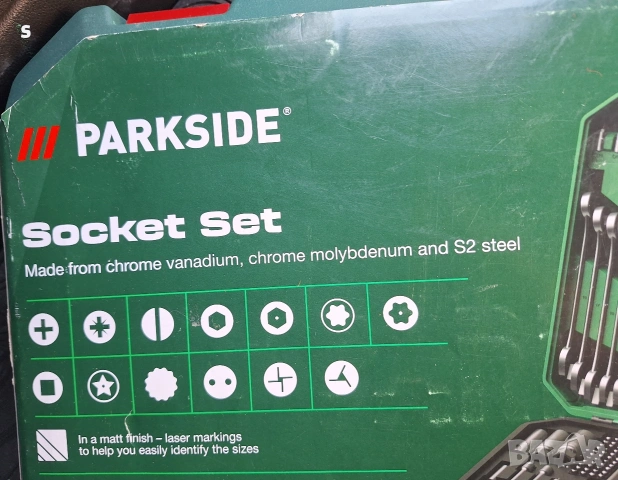 S
PARKSIDE®
Socket Set
Made from chrome vanadium, chrome molybdenum and S2 steel
In a matt finish – laser markings
to help you easily identify the sizes
BAZAR